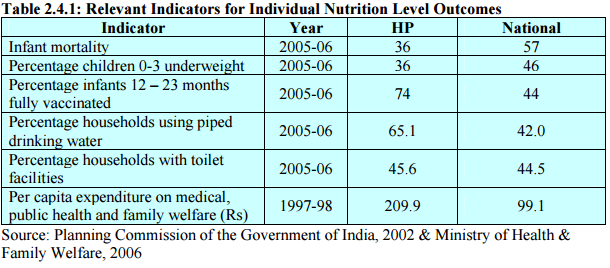 Table 2.4.1: Relevant Indicators for Individual Nutrition Level Outcomes
Indicator Year HP National
Infant mortality 2005-06 36 57
Percentage children 0-3 underweight 2005-06 36 46
Percentage infants 12 – 23 months
fully vaccinated 2005-06 74 44
Percentage households using piped
drinking water 2005-06 65.1 42.0
Percentage households with toilet
facilities 2005-06 45.6 44.5
Per capita expenditure on medical,
public health and family welfare (Rs) 1997-98 209.9 99.1
Source: Planning Commission of the Government of India, 2002 & Ministry of Health &
Family Welfare, 2006